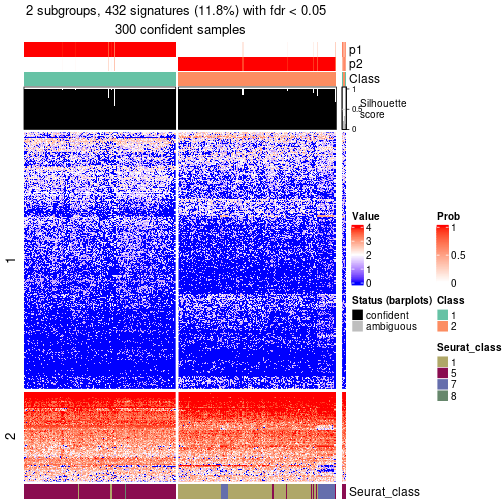 2 subgroups, 432 signatures (11.8%) with fdr < 0.05
300 confident samples
p1
p2
Class
1
0.5
0
Silhouette
score
1
2
Value
4
3
2
1
0
Prob
1
0.5
0
Status (barplots)
confident
ambiguous
Class
1
2
Seurat_class
1
5
7
8
Seurat_class